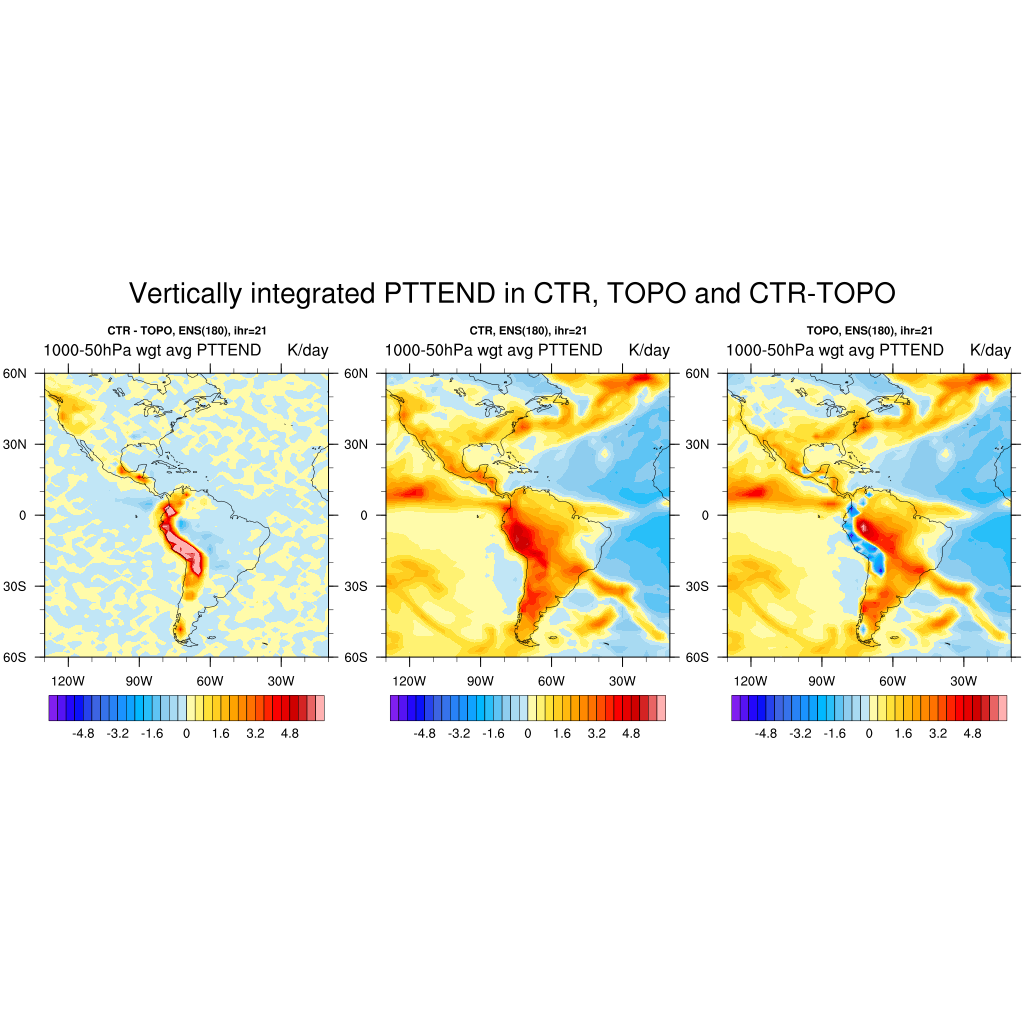 Vertically integrated PTTEND in CTR, TOPO and CTR-TOPO
CTR - TOPO, ENS(180), ihr=21
1000-50hPa wgt avg PTTEND K/day
60N
30N
0
30S
60S
120W 90W 60W 30W
-4.8 -3.2 -1.6 0 1.6 3.2 4.8
CTR, ENS(180), ihr=21
1000-50hPa wgt avg PTTEND K/day
60N
30N
0
30S
60S
120W 90W 60W 30W
-4.8 -3.2 -1.6 0 1.6 3.2 4.8
TOPO, ENS(180), ihr=21
1000-50hPa wgt avg PTTEND K/day
60N
30N
0
30S
60S
120W 90W 60W 30W
-4.8 -3.2 -1.6 0 1.6 3.2 4.8